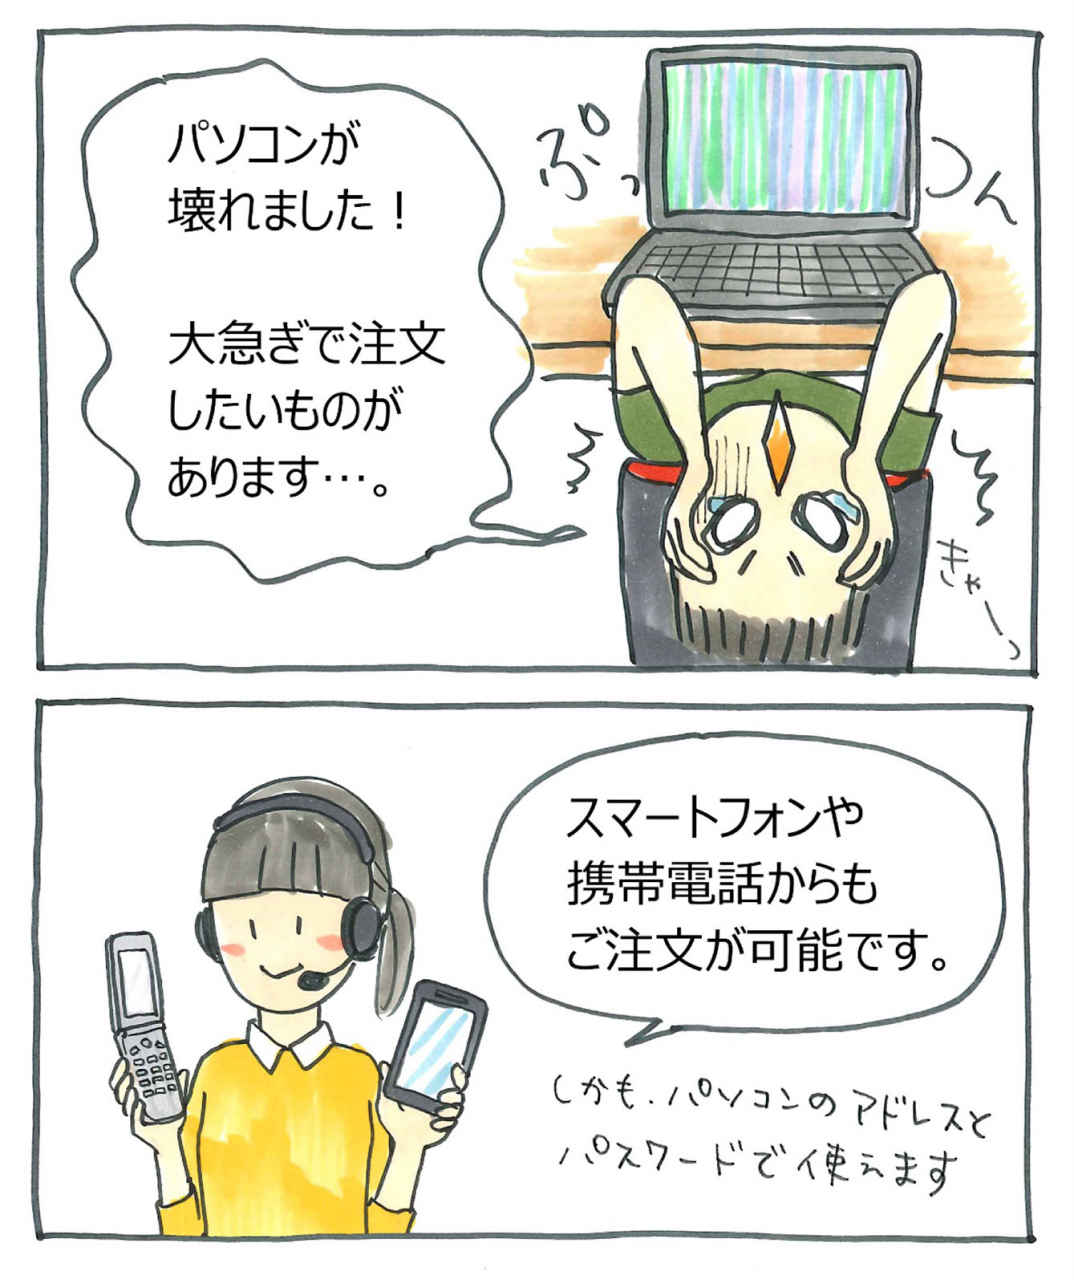 パソコンが
壊れました！
大急ぎで注文
したいものが
あります…。
ぷっ
つん
きゃーっ
スマートフォンや
携帯電話からも
ご注文が可能です。
しかも、パソコンのアドレスと
パスワードで使えます